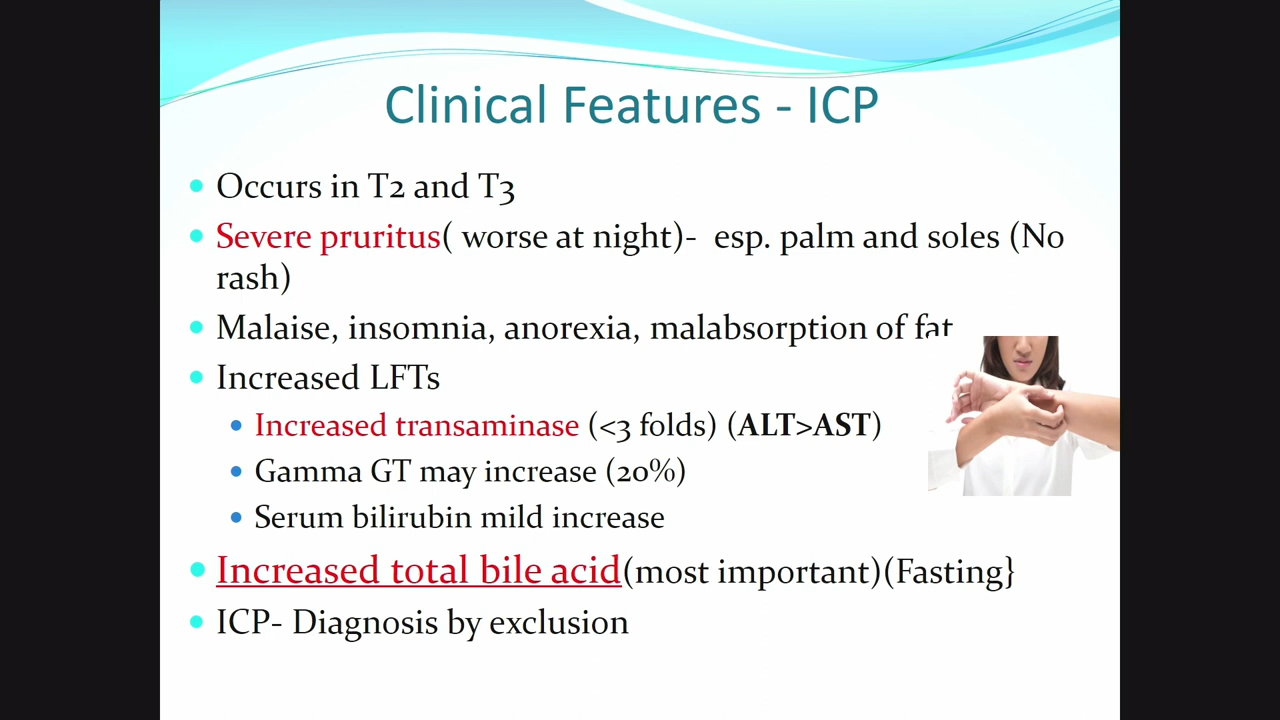 Clinical Features - ICP
Occurs in T2 and T3
Severe pruritus( worse at night)- esp. palm and soles (No
rash)
Malaise, insomnia, anorexia, malabsorption of fat
Increased LFTs
Increased transaminase (<3 folds) (ALT>AST)
Gamma GT may increase (20%)
Serum bilirubin mild increase
Increased total bile acid(most important)(Fasting}
ICP- Diagnosis by exclusion